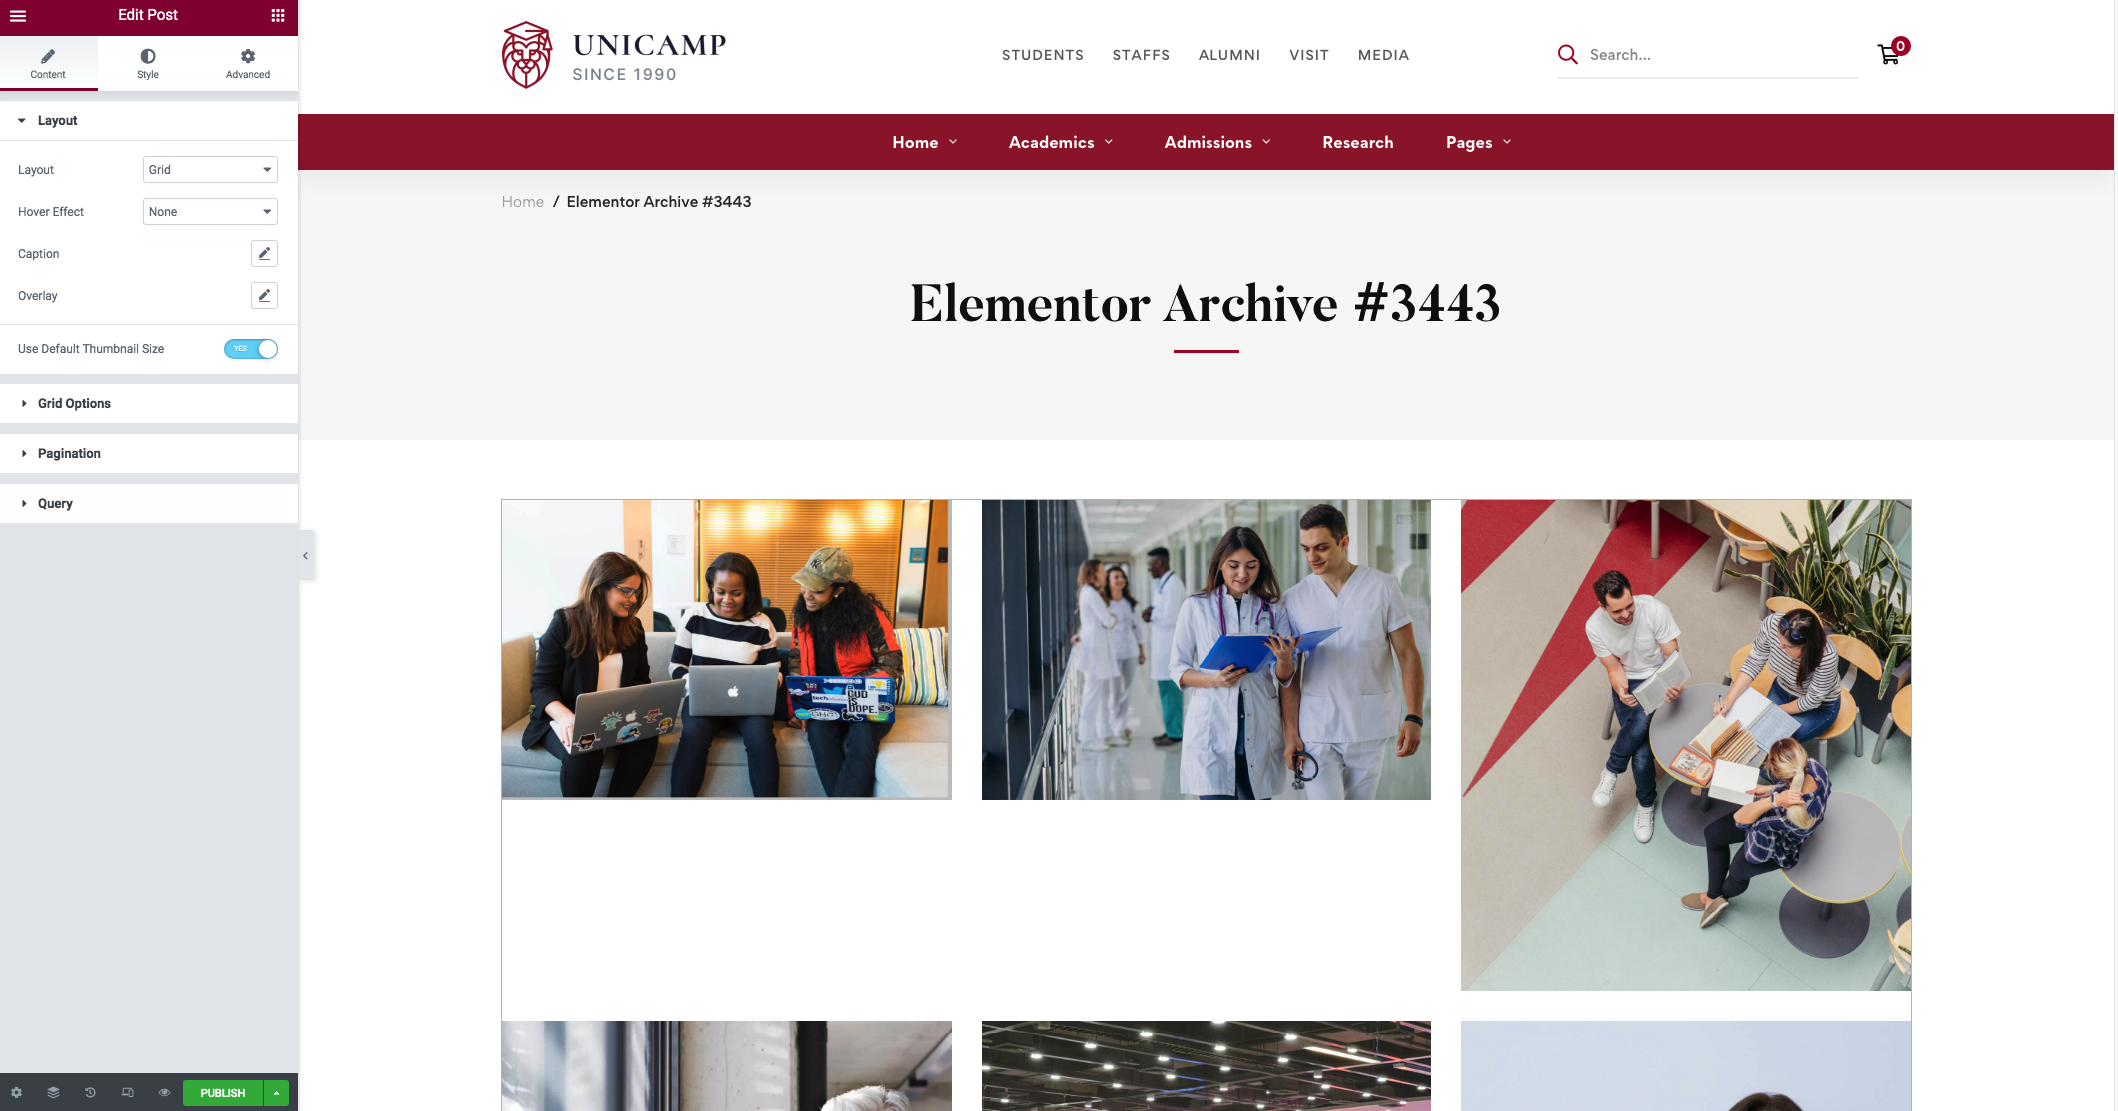 Edit Post
Content
Style
Advanced
Layout
Layout
Grid
Hover Effect
None
Caption
Overlay
Use Default Thumbnail Size
YES
Grid Options
Pagination
Query
PUBLISH
UNICAMP
SINCE 1990
STUDENTS
STAFFS
ALUMNI
VISIT
MEDIA
Search...
0
Home
Academics
Admissions
Research
Pages
Home / Elementor Archive #3443
Elementor Archive #3443